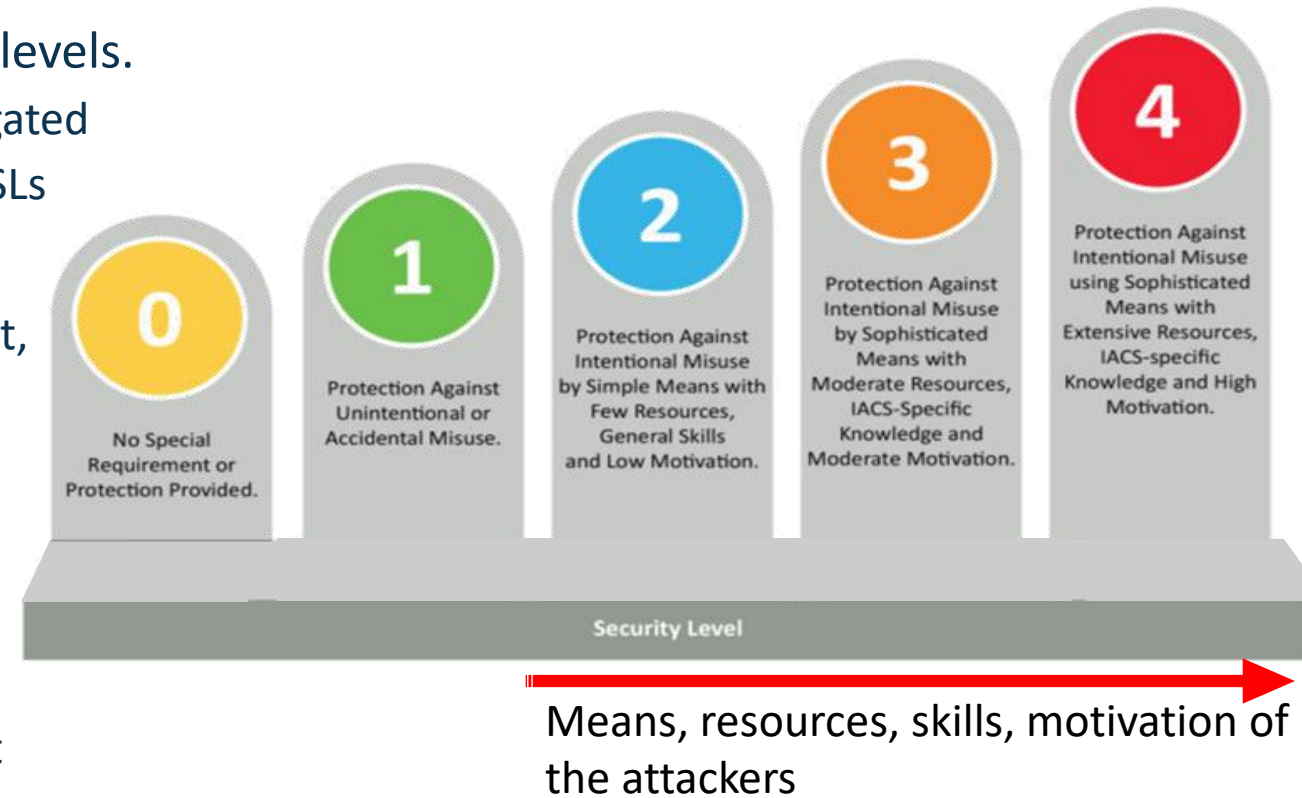 levels.
gated
SLs
t,
0
No Special
Requirement or
Protection Provided.
1
Protection Against
Unintentional or
Accidental Misuse.
2
Protection Against
Intentional Misuse
by Simple Means with
Few Resources,
General Skills
and Low Motivation.
3
Protection Against
Intentional Misuse
by Sophisticated
Means with
Moderate Resources,
IACS-Specific
Knowledge and
Moderate Motivation.
4
Protection Against
Intentional Misuse
using Sophisticated
Means with
Extensive Resources,
IACS-specific
Knowledge and High
Motivation.
Security Level
Means, resources, skills, motivation of
the attackers